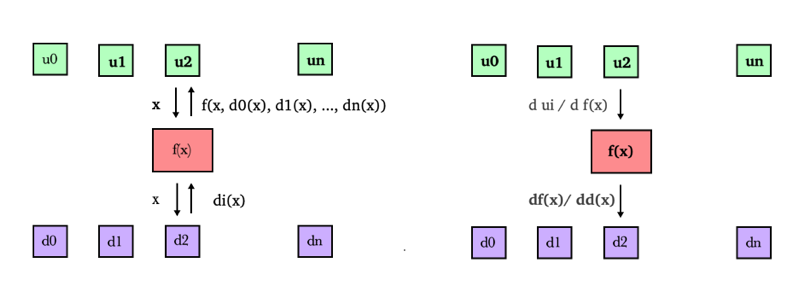 u0 u1 u2 un
x f(x, d0(x), d1(x), ..., dn(x))
f(x)
x di(x)
d0 d1 d2 dn
u0 u1 u2 un
d ui / d f(x)
f(x)
df(x)/ dd(x)
d0 d1 d2 dn